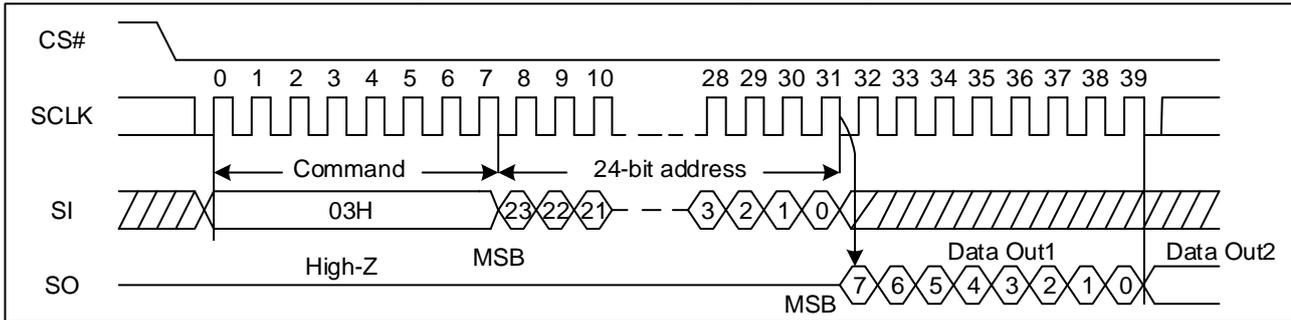 CS#
0 1 2 3 4 5 6 7 8 9 10 28 29 30 31 32 33 34 35 36 37 38 39
SCLK
Command 24-bit address
SI 03H 23 22 21 3 2 1 0
High-Z MSB Data Out1 Data Out2
SO MSB 7 6 5 4 3 2 1 0